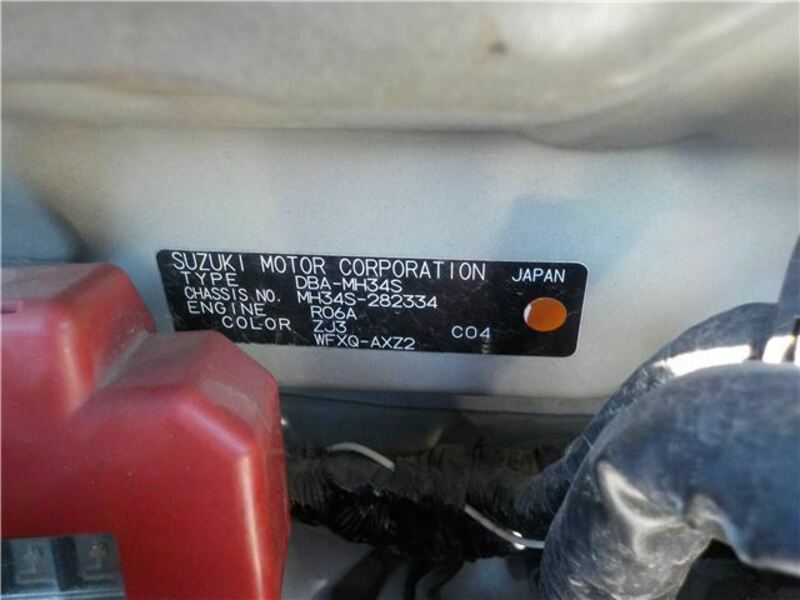 SUZUKI MOTOR CORPORATION JAPAN
TYPE DBA-MH34S
CHASSIS NO. MH34S-282334
ENGINE R06A
COLOR ZJ3 C04
WFXQ-AXZ2